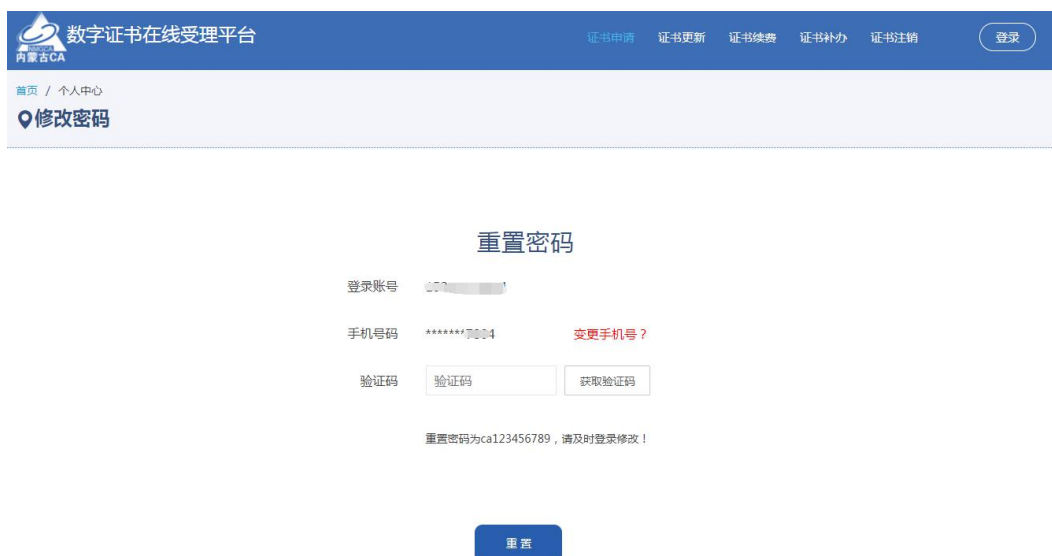 数字证书在线受理平台
NMGCA
内蒙古CA
证书申请 证书更新 证书续费 证书补办 证书注销 登录
首页 / 个人中心
修改密码
重置密码
登录账号
手机号码 ******* 4 变更手机号？
验证码 验证码 获取验证码
重置密码为ca123456789，请及时登录修改！
重置